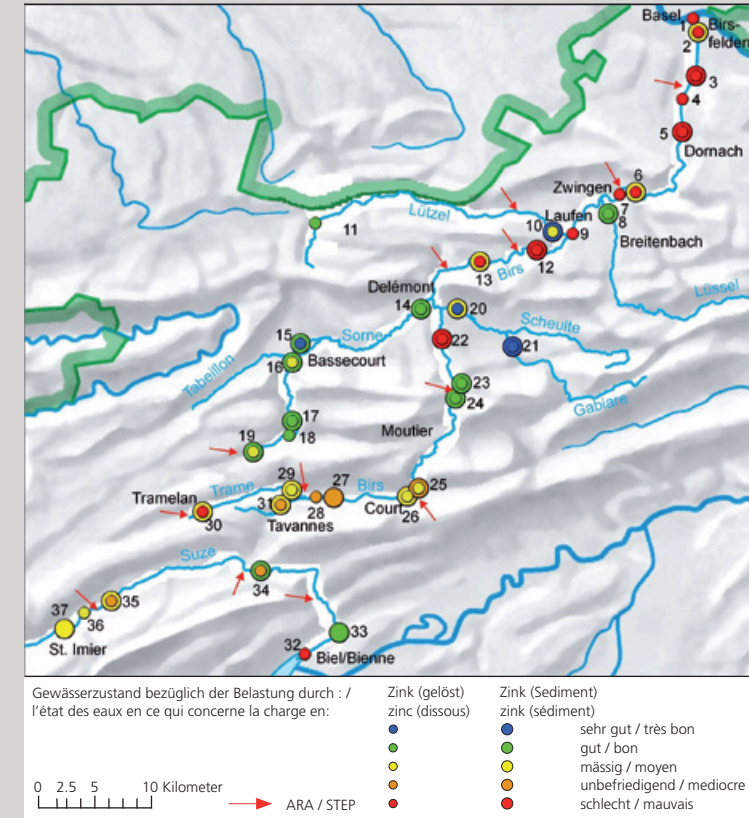 Basel
1
Birs-
felden
2
3
4
5
Dornach
Zwingen
6
Lützel
Laufen
7
8
10
9
11
Breitenbach
12
Birs
13
Delémont
Lüssel
14
20
Scheulte
15
Sorne
22
21
Bassecourt
16
Tabeillon
23
24
Gabiare
17
18
Moutier
19
29
27
Birs
25
Trame
Tramelan
31
28
Court
26
30
Tavannes
Suze
34
35
37
36
33
St. Imier
32
Biel/Bienne
Gewässerzustand bezüglich der Belastung durch : /
l'état des eaux en ce qui concerne la charge en:
Zink (gelöst)
zinc (dissous)
Zink (Sediment)
zink (sédiment)
sehr gut / très bon
gut / bon
mässig / moyen
unbefriedigend / mediocre
schlecht / mauvais
0 2.5 5 10 Kilometer
ARA / STEP